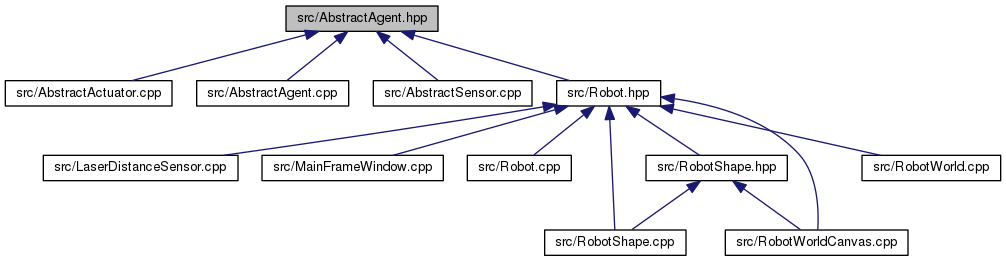 src/AbstractAgent.hpp
src/AbstractActuator.cpp
src/AbstractAgent.cpp
src/AbstractSensor.cpp
src/Robot.hpp
src/LaserDistanceSensor.cpp
src/MainFrameWindow.cpp
src/Robot.cpp
src/RobotShape.hpp
src/RobotWorld.cpp
src/RobotShape.cpp
src/RobotWorldCanvas.cpp